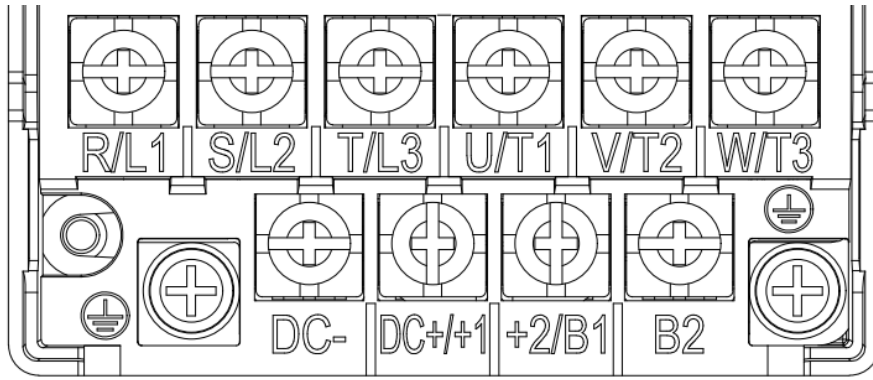 R/L1 S/L2 T/L3 U/T1 V/T2 W/T3
DC- DC+/+1 +2/B1 B2